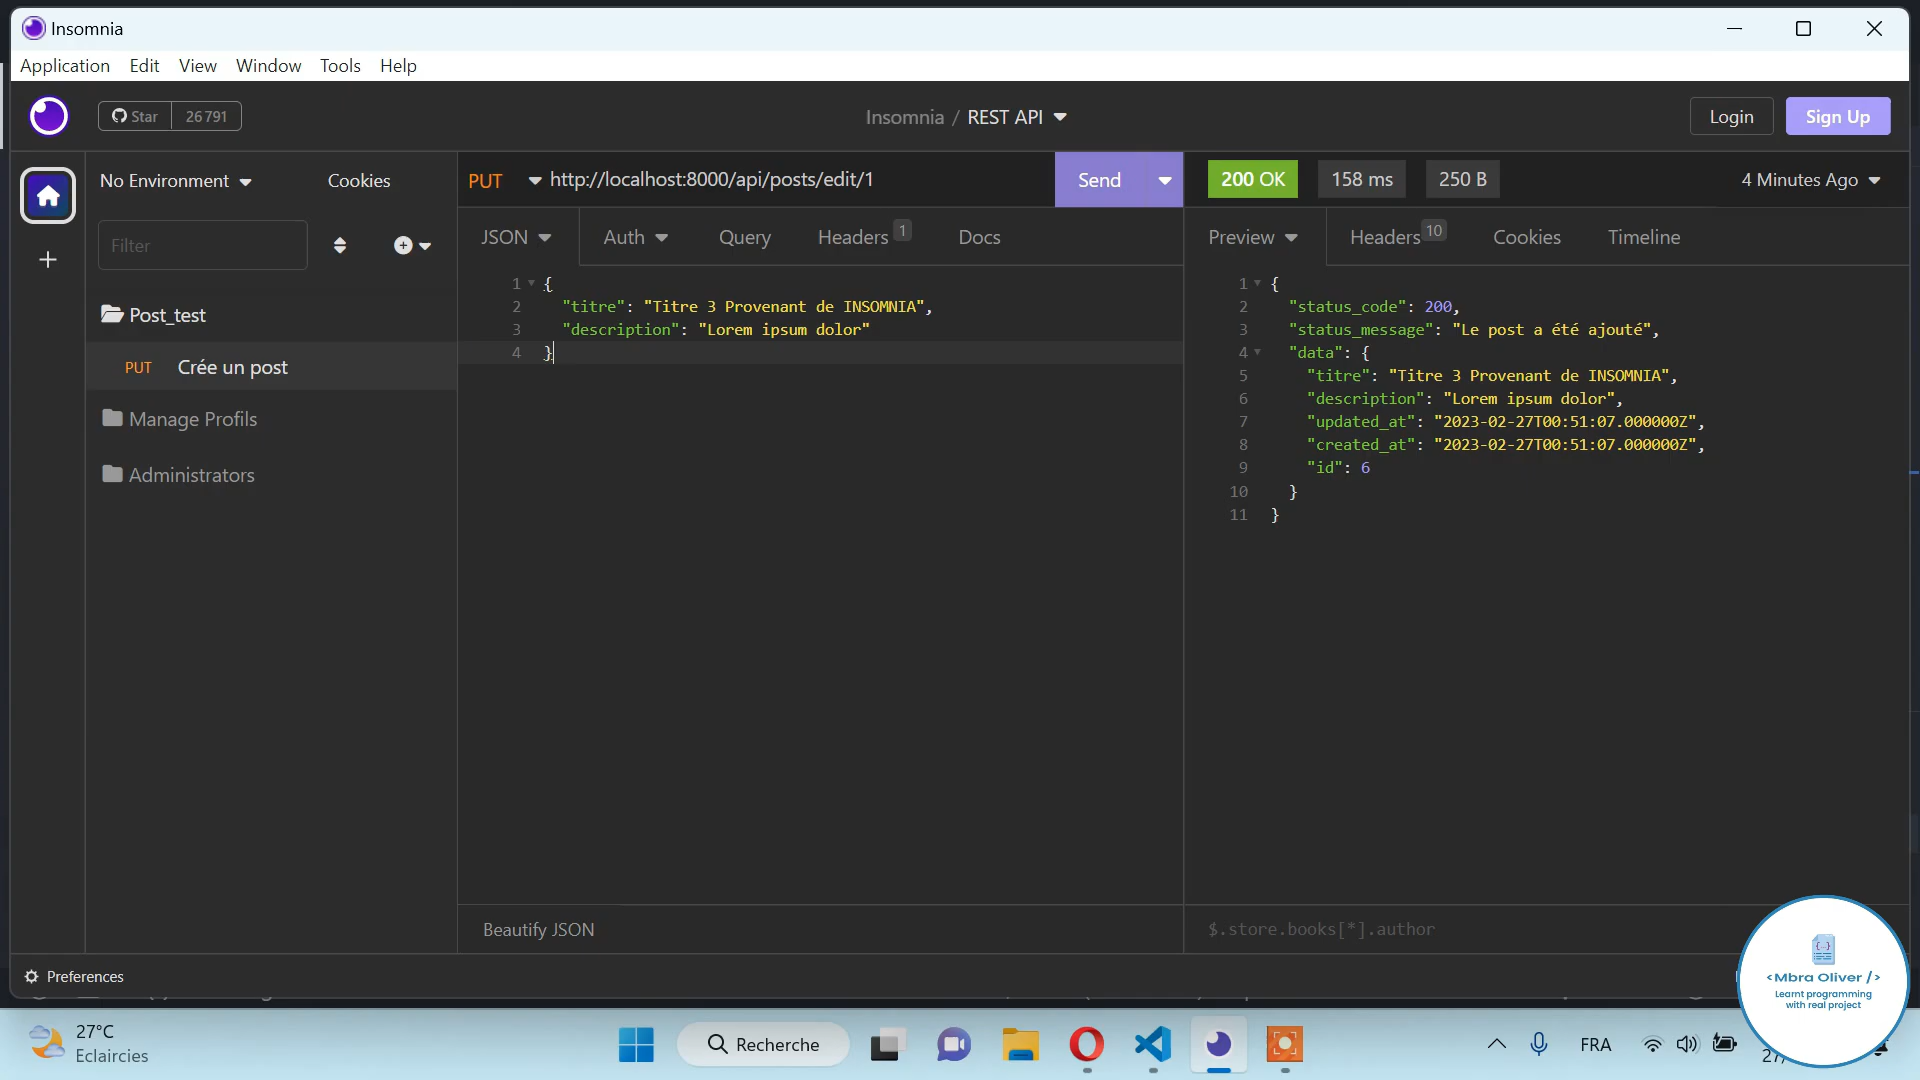 Insomnia
Application Edit View Window Tools Help
Star 26 791
Insomnia / REST API
Login
Sign Up
No Environment
Cookies
PUT http://localhost:8000/api/posts/edit/1
Send
200 OK
158 ms
250 B
4 Minutes Ago
Filter
JSON Auth Query Headers 1 Docs
Preview Headers 10 Cookies Timeline
Post_test
PUT Crée un post
Manage Profils
Administrators
1 {
2 "titre": "Titre 3 Provenant de INSOMNIA",
3 "description": "Lorem ipsum dolor"
4 }
1 {
2 "status_code": 200,
3 "status_message": "Le post a été ajouté",
4 "data": {
5 "titre": "Titre 3 Provenant de INSOMNIA",
6 "description": "Lorem ipsum dolor",
7 "updated_at": "2023-02-27T00:51:07.000000Z",
8 "created_at": "2023-02-27T00:51:07.000000Z",
9 "id": 6
10 }
11 }
Beautify JSON
$.store.books[*].author
Preferences
{..}
<Mbra Oliver />
Learnt programming
with real project
27°C
Eclaircies
Recherche
FRA